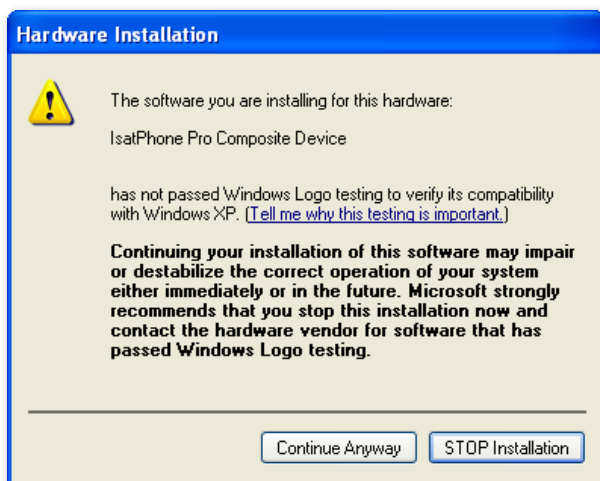 Hardware Installation
The software you are installing for this hardware:
IsatPhone Pro Composite Device
has not passed Windows Logo testing to verify its compatibility
with Windows XP. (Tell me why this testing is important.)
Continuing your installation of this software may impair
or destabilize the correct operation of your system
either immediately or in the future. Microsoft strongly
recommends that you stop this installation now and
contact the hardware vendor for software that has
passed Windows Logo testing.
Continue Anyway
STOP Installation